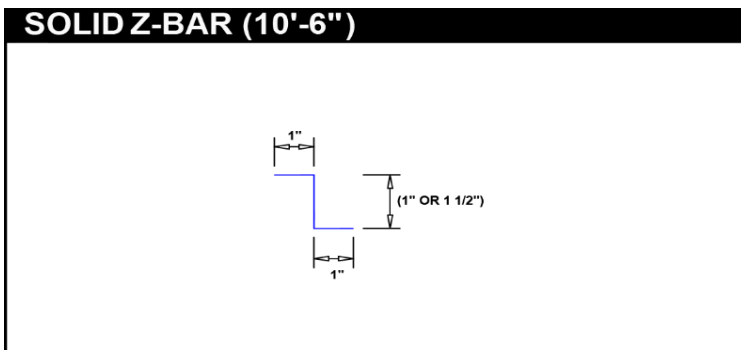 SOLID Z-BAR (10'-6")
1"
(1" OR 1 1/2")
1"